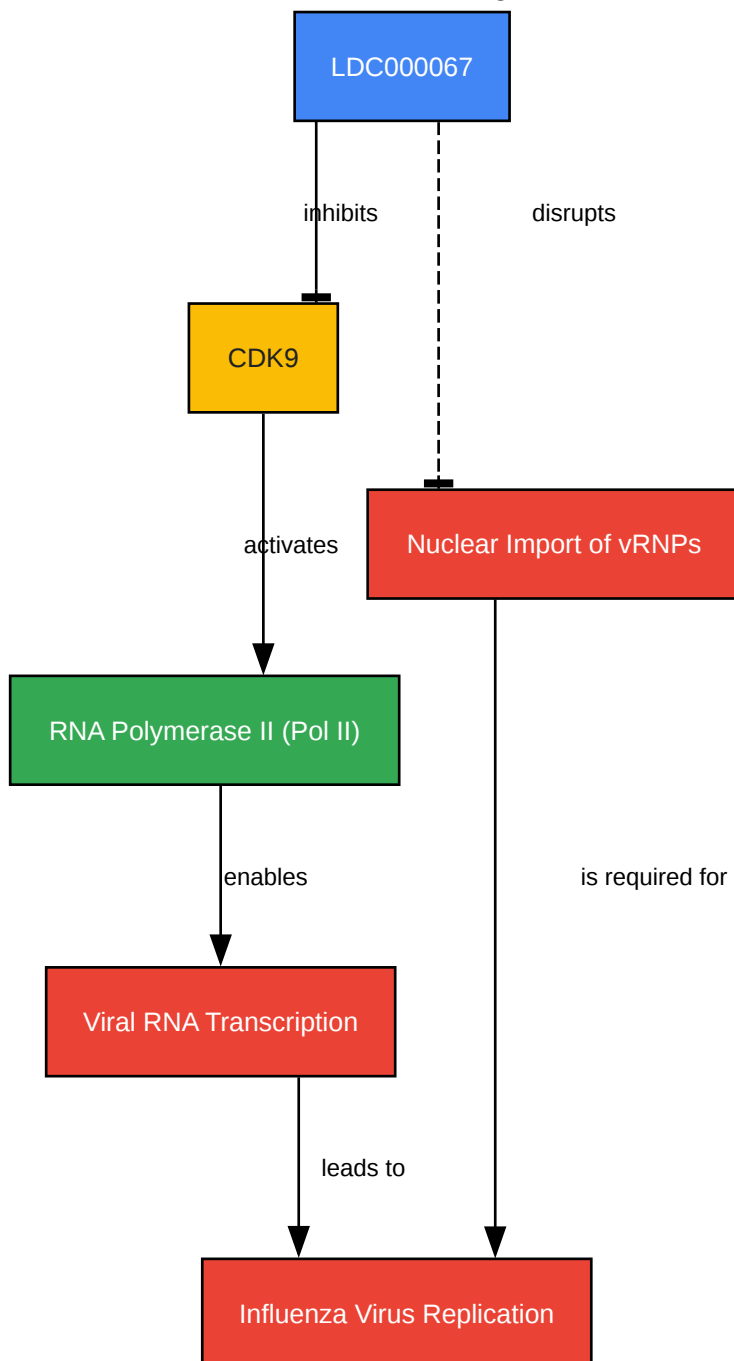 LDC000067
inhibits
disrupts
CDK9
activates
Nuclear Import of vRNPs
RNA Polymerase II (Pol II)
enables
is required for
Viral RNA Transcription
leads to
Influenza Virus Replication